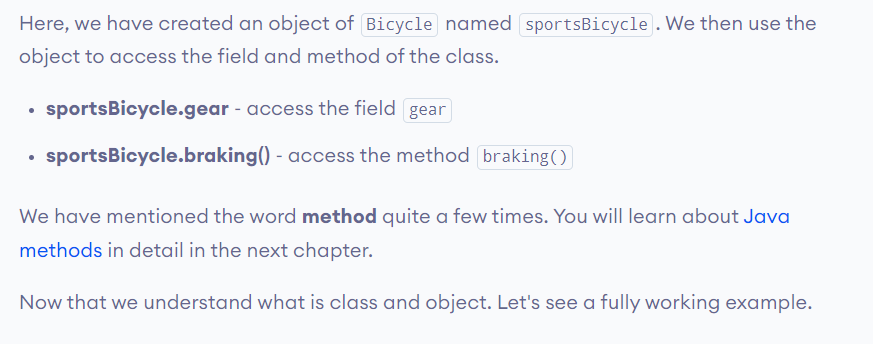 Here, we have created an object of Bicycle named sportsBicycle. We then use the
object to access the field and method of the class.
• sportsBicycle.gear - access the field gear
• sportsBicycle.braking() - access the method braking()
We have mentioned the word method quite a few times. You will learn about Java
methods in detail in the next chapter.
Now that we understand what is class and object. Let's see a fully working example.